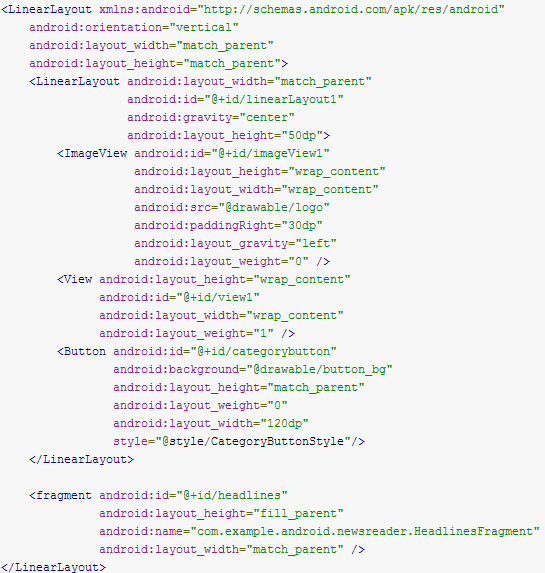 <LinearLayout xmlns:android="http://schemas.android.com/apk/res/android"
    android:orientation="vertical"
    android:layout_width="match_parent"
    android:layout_height="match_parent">
    <LinearLayout android:layout_width="match_parent"
                  android:id="@+id/linearLayout1"
                  android:gravity="center"
                  android:layout_height="50dp">
        <ImageView android:id="@+id/imageView1"
                   android:layout_height="wrap_content"
                   android:layout_width="wrap_content"
                   android:src="@drawable/logo"
                   android:paddingRight="30dp"
                   android:layout_gravity="left"
                   android:layout_weight="0" />
        <View android:layout_height="wrap_content"
              android:id="@+id/view1"
              android:layout_width="wrap_content"
              android:layout_weight="1" />
        <Button android:id="@+id/categorybutton"
                android:background="@drawable/button_bg"
                android:layout_height="match_parent"
                android:layout_weight="0"
                android:layout_width="120dp"
                style="@style/CategoryButtonStyle"/>
    </LinearLayout>

    <fragment android:id="@+id/headlines"
              android:layout_height="fill_parent"
              android:name="com.example.android.newsreader.HeadlinesFragment"
              android:layout_width="match_parent" />
</LinearLayout>